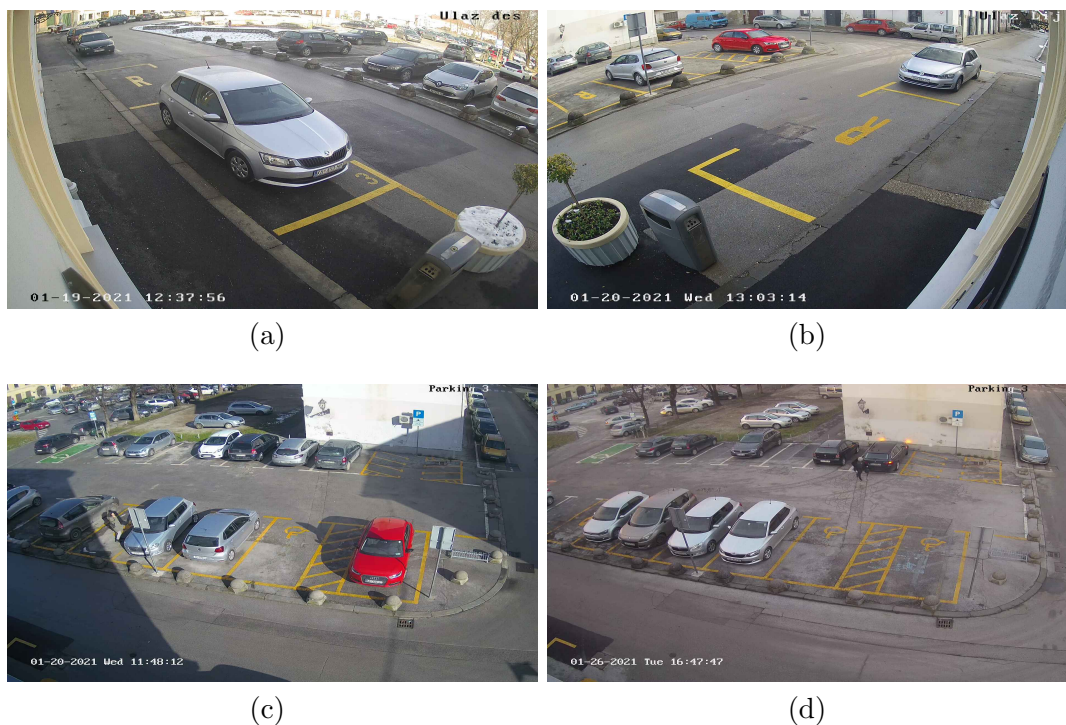 Ulaz des
R
3
01-19-2021 12:37:56
(a)
01-20-2021 Wed 13:03:14
(b)
Parking 3
P
01-20-2021 Wed 11:48:12
(c)
Parking 3
P
01-26-2021 Tue 16:47:47
(d)